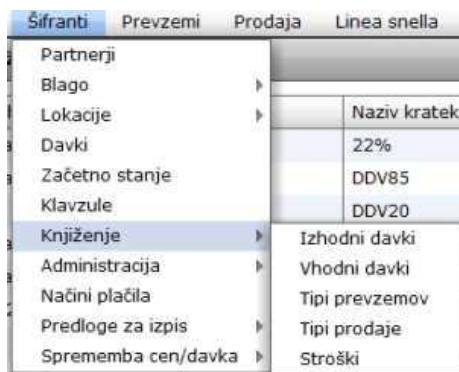 Šifranti Prevzemi Prodaja Linea snella
Partnerji
Blago
Lokacije
Naziv kratek
Davki
22%
Začetno stanje
DDV85
Klavzule
DDV20
Knjiženje
Izhodni davki
Administracija
Vhodni davki
Načini plačila
Tipi prevzemov
Predloge za izpis
Tipi prodaje
Sprememba cen/davka
Stroški